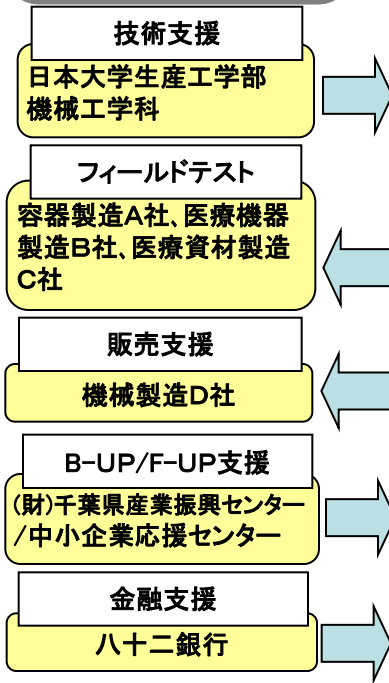 技術支援
日本大学生産工学部
機械工学科
フィールドテスト
容器製造A社、医療機器
製造B社、医療資材製造
C社
販売支援
機械製造D社
B-UP/F-UP支援
(財)千葉県産業振興センター
/中小企業応援センター
金融支援
八十二銀行